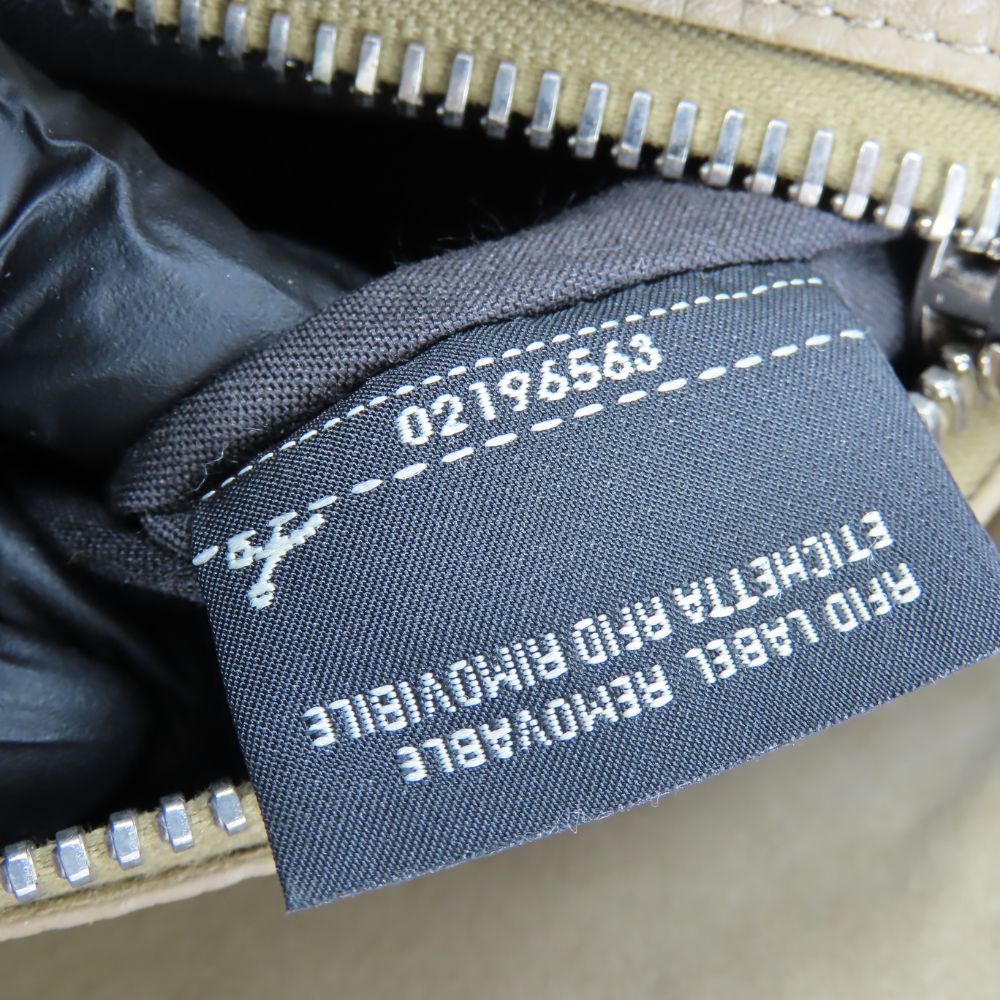 02196563
ETICHETTA RFID RIMOVIBILE
RFID LABEL REMOVABLE